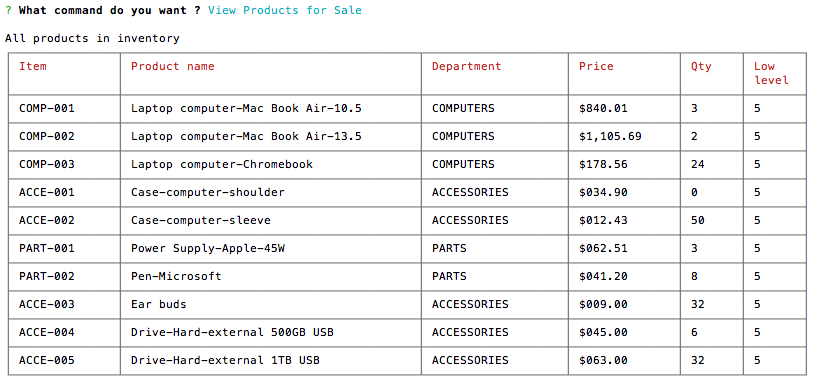 ? What command do you want ? View Products for Sale
All products in inventory
Item Product name Department Price Qty Low level
COMP-001 Laptop computer-Mac Book Air-10.5 COMPUTERS $840.01 3 5
COMP-002 Laptop computer-Mac Book Air-13.5 COMPUTERS $1,105.69 2 5
COMP-003 Laptop computer-Chromebook COMPUTERS $178.56 24 5
ACCE-001 Case-computer-shoulder ACCESSORIES $034.90 0 5
ACCE-002 Case-computer-sleeve ACCESSORIES $012.43 50 5
PART-001 Power Supply-Apple-45W PARTS $062.51 3 5
PART-002 Pen-Microsoft PARTS $041.20 8 5
ACCE-003 Ear buds ACCESSORIES $009.00 32 5
ACCE-004 Drive-Hard-external 500GB USB ACCESSORIES $045.00 6 5
ACCE-005 Drive-Hard-external 1TB USB ACCESSORIES $063.00 32 5